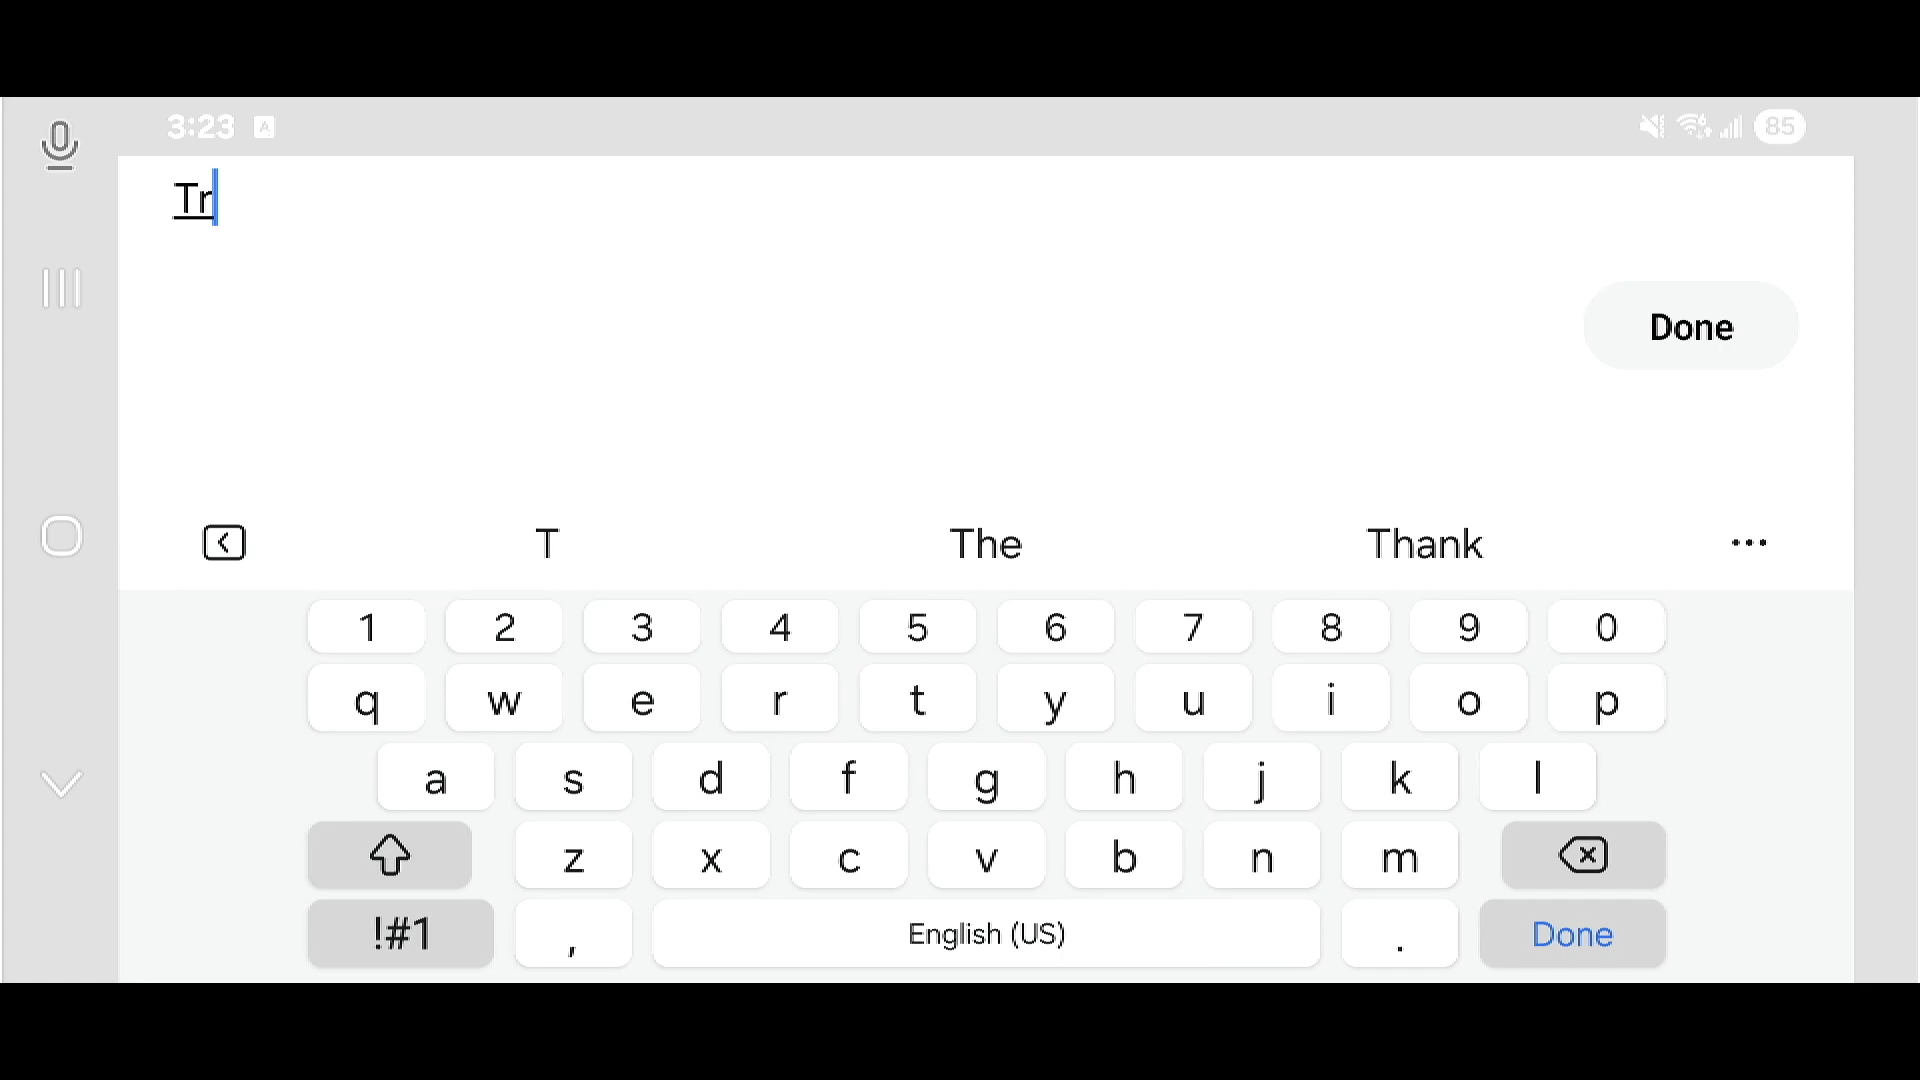 3:23 A 85
Tr
Done
T The Thank ...
1 2 3 4 5 6 7 8 9 0
q w e r t y u i o p
a s d f g h j k l
z x c v b n m
!#1 , English (US) . Done